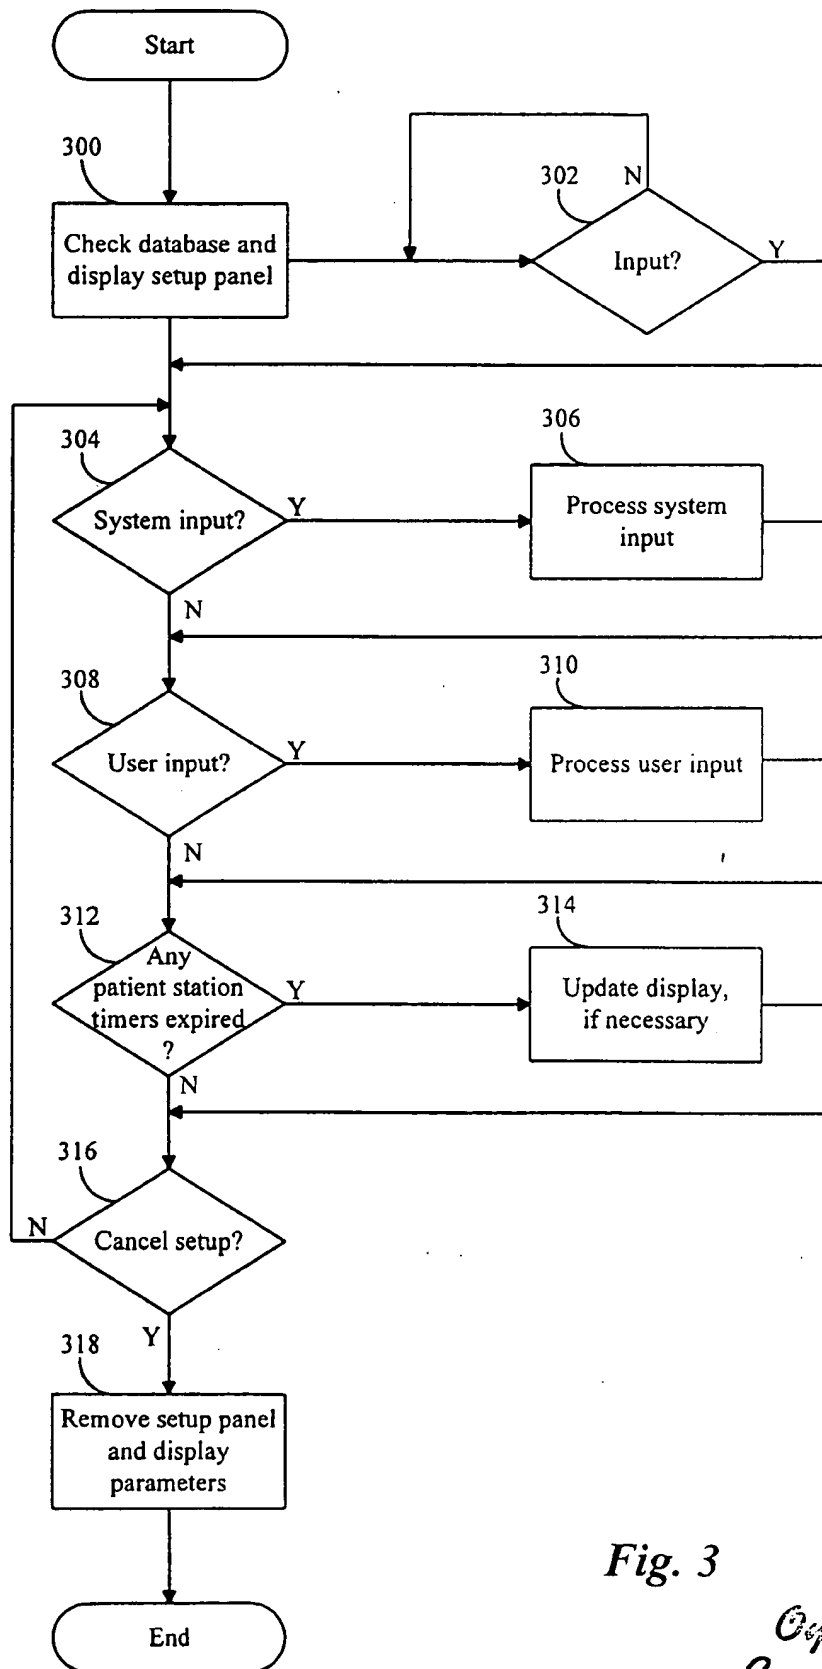 Start
300
Check database and
display setup panel
302
N
Input?
Y
304
System input?
Y
N
306
Process system
input
308
User input?
Y
N
310
Process user input
312
Any
patient station
timers expired
?
Y
N
314
Update display,
if necessary
316
N
Cancel setup?
Y
318
Remove setup panel
and display
parameters
End
Fig. 3